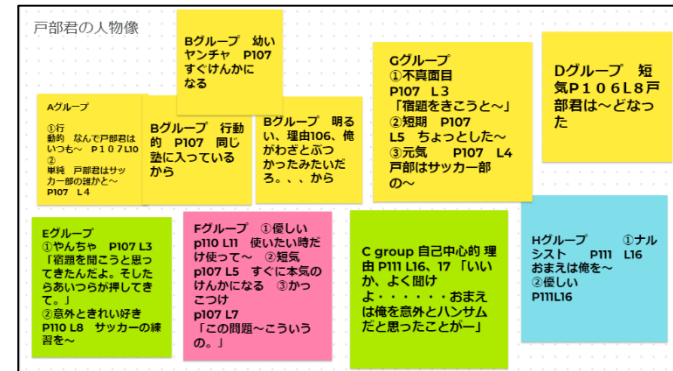 戸部君の人物像
Bグループ 幼い
ヤンチャ P107
すぐけんかに
なる
Aグループ
①行
動的 なんで戸部君は
いつも~ P107L10
②
単純 戸部君はサッ
カー部の誰かと~
P107 L4
Bグループ 行動
的 P107 同じ
塾に入っている
から
Bグループ 明る
い、理由106、俺
がわざとぶつ
かったみたいだ
ろ。、、から
Gグループ
①不真面目
P107 L3
「宿題をきこうと~」
②短期 P107
L5 ちょっとした~
③元気 P107 L4
戸部はサッカー部
の~
Dグループ 短
気P106L8戸
部君は~どなっ
た
Eグループ
①やんちゃ P107 L3
「宿題を聞こうと思っ
てきたんだよ。そした
らあいつらが押してき
て。」
②意外ときれい好き
P110 L8 サッカーの練
習を~
Fグループ ①優しい
p110 L11 使いたい時だ
け使って~ ②短気
p107 L5 すぐに本気の
けんかになる ③かっ
こつけ
p107 L7
「この問題~こういう
の。」
C group 自己中心的 理
由 P111 L16、17 「いい
か、よく聞け
よ・・・・・・おまえ
は俺を意外とハンサム
だと思ったことがー」
Hグループ ①ナル
シスト P111 L16
おまえは俺を~
②優しい
P111L16